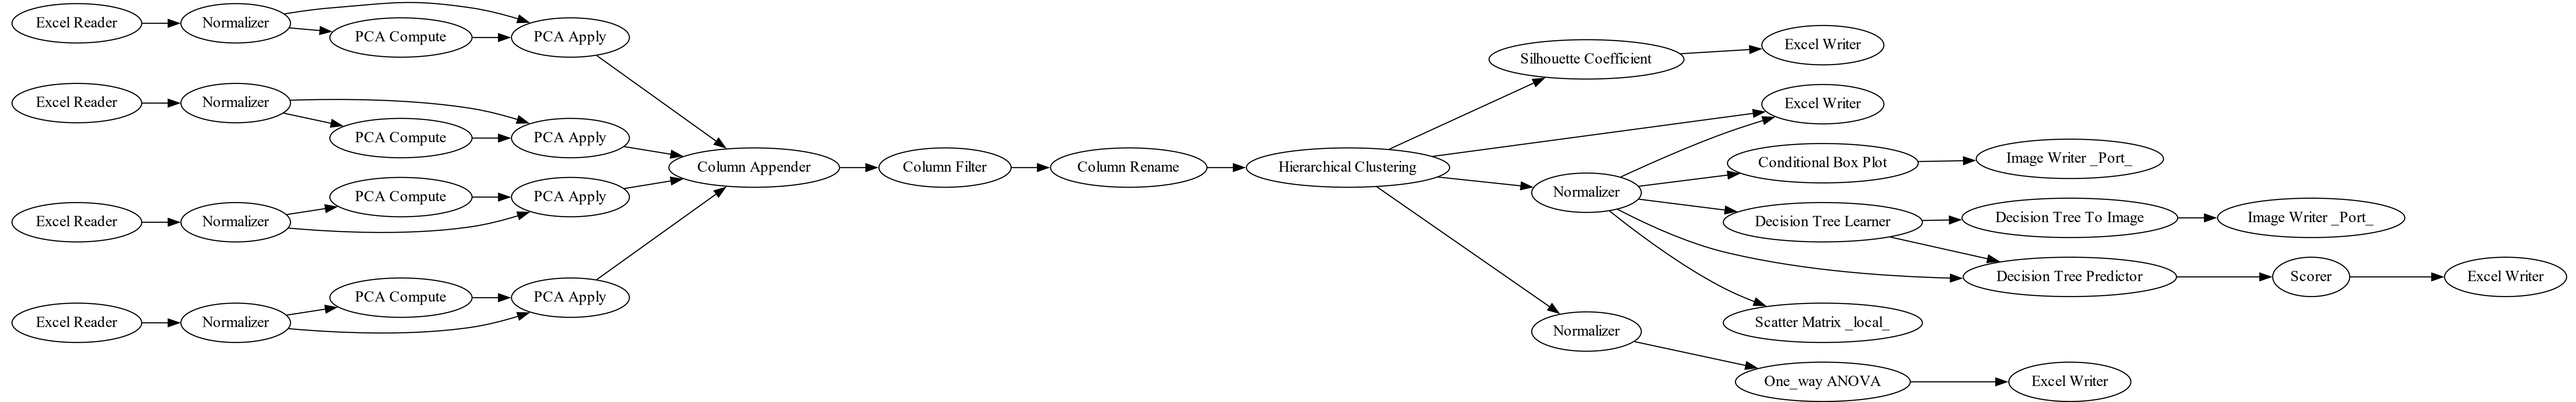 Excel Reader
Normalizer
PCA Compute
PCA Apply
Excel Reader
Normalizer
PCA Compute
PCA Apply
Excel Reader
Normalizer
PCA Compute
PCA Apply
Excel Reader
Normalizer
PCA Compute
PCA Apply
Column Appender
Column Filter
Column Rename
Hierarchical Clustering
Silhouette Coefficient
Excel Writer
Excel Writer
Normalizer
Conditional Box Plot
Image Writer _Port_
Decision Tree Learner
Decision Tree To Image
Image Writer _Port_
Decision Tree Predictor
Scorer
Excel Writer
Scatter Matrix _local_
Normalizer
One_way ANOVA
Excel Writer